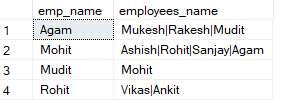 emp_name employees_name
1 Agam Mukesh|Rakesh|Mudit
2 Mohit Ashish|Rohit|Sanjay|Agam
3 Mudit Mohit
4 Rohit Vikas|Ankit